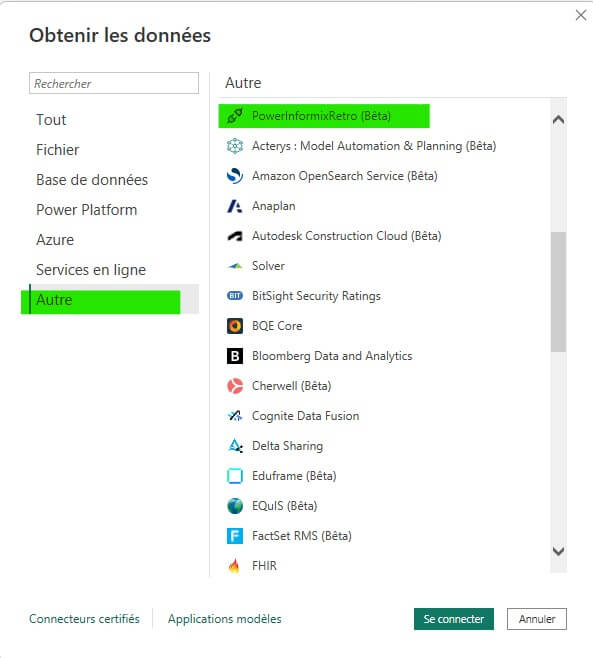 Obtenir les données
Rechercher
Tout
Fichier
Base de données
Power Platform
Azure
Services en ligne
Autre
Autre
PowerInformixRetro (Bêta)
Acterys : Model Automation & Planning (Bêta)
Amazon OpenSearch Service (Bêta)
Anaplan
Autodesk Construction Cloud (Bêta)
Solver
BIT BitSight Security Ratings
BQE Core
B Bloomberg Data and Analytics
Cherwell (Bêta)
Cognite Data Fusion
Delta Sharing
Eduframe (Bêta)
EQuIS (Bêta)
F FactSet RMS (Bêta)
FHIR
Connecteurs certifiés
Applications modèles
Se connecter
Annuler